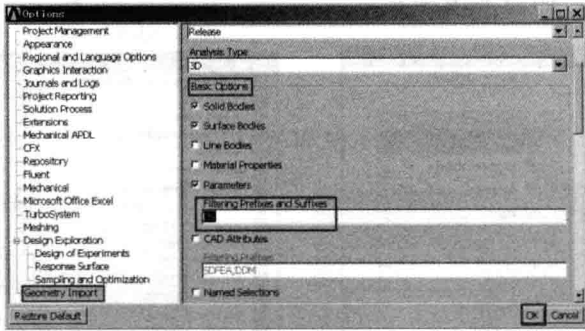 Options
Project Management
Appearance
Regional and Language Options
Graphics Interaction
Journals and Logs
Project Reporting
Solution Process
Extensions
Mechanical APDL
CFX
Repository
Fluent
Mechanical
Microsoft Office Excel
TurboSystem
Meshing
Design Exploration
Design of Experiments
Response Surface
Sampling and Optimization
Geometry Import
Restore Default
Release
Analysis Type
3D
Basic Options
Solid Bodies
Surface Bodies
Line Bodies
Material Properties
Parameters
Filtering Prefixes and Suffixes
CAD Attributes
Filtering Prefixes
SDFEA,DDM
Named Selections
OK
Cancel